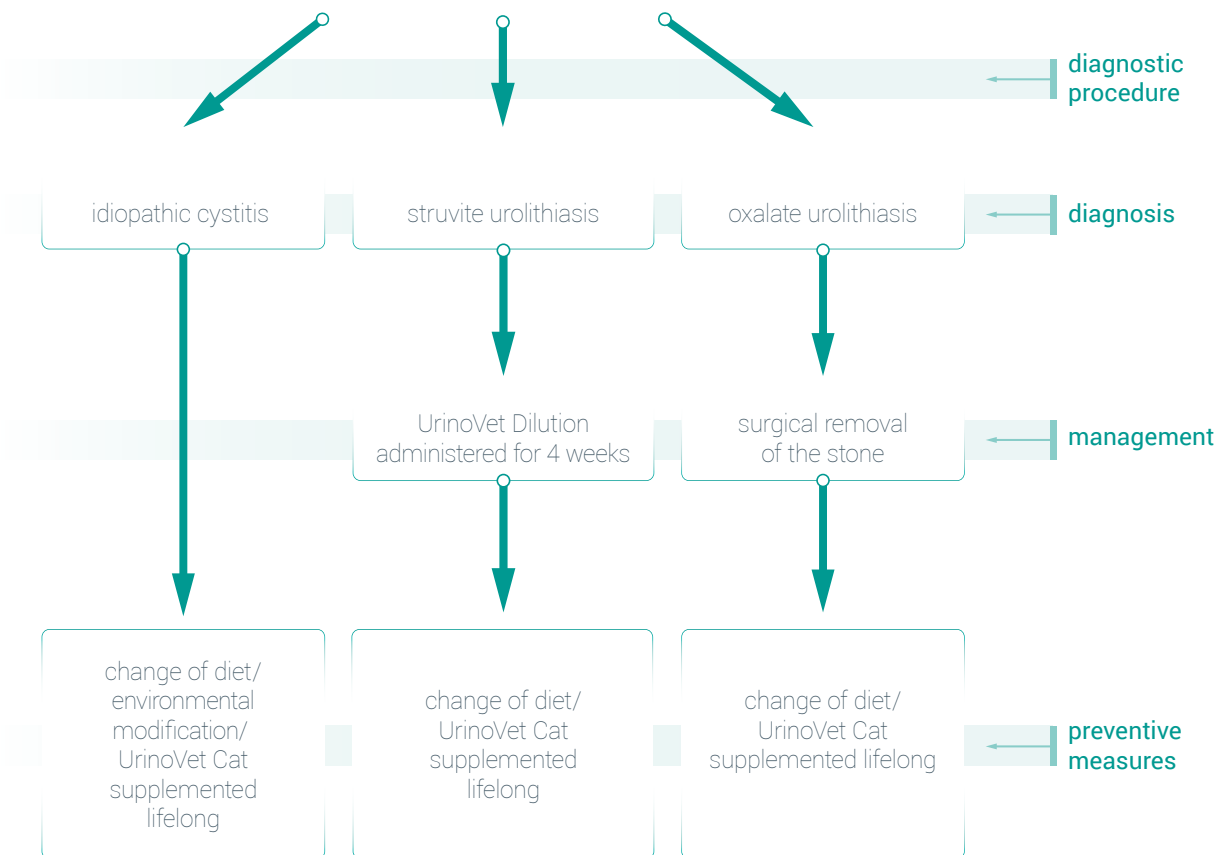 diagnostic
procedure
idiopathic cystitis
struvite urolithiasis
oxalate urolithiasis
diagnosis
UrinoVet Dilution
administered for 4 weeks
surgical removal
of the stone
management
change of diet/
environmental
modification/
UrinoVet Cat
supplemented
lifelong
change of diet/
UrinoVet Cat
supplemented
lifelong
change of diet/
UrinoVet Cat
supplemented lifelong
preventive
measures